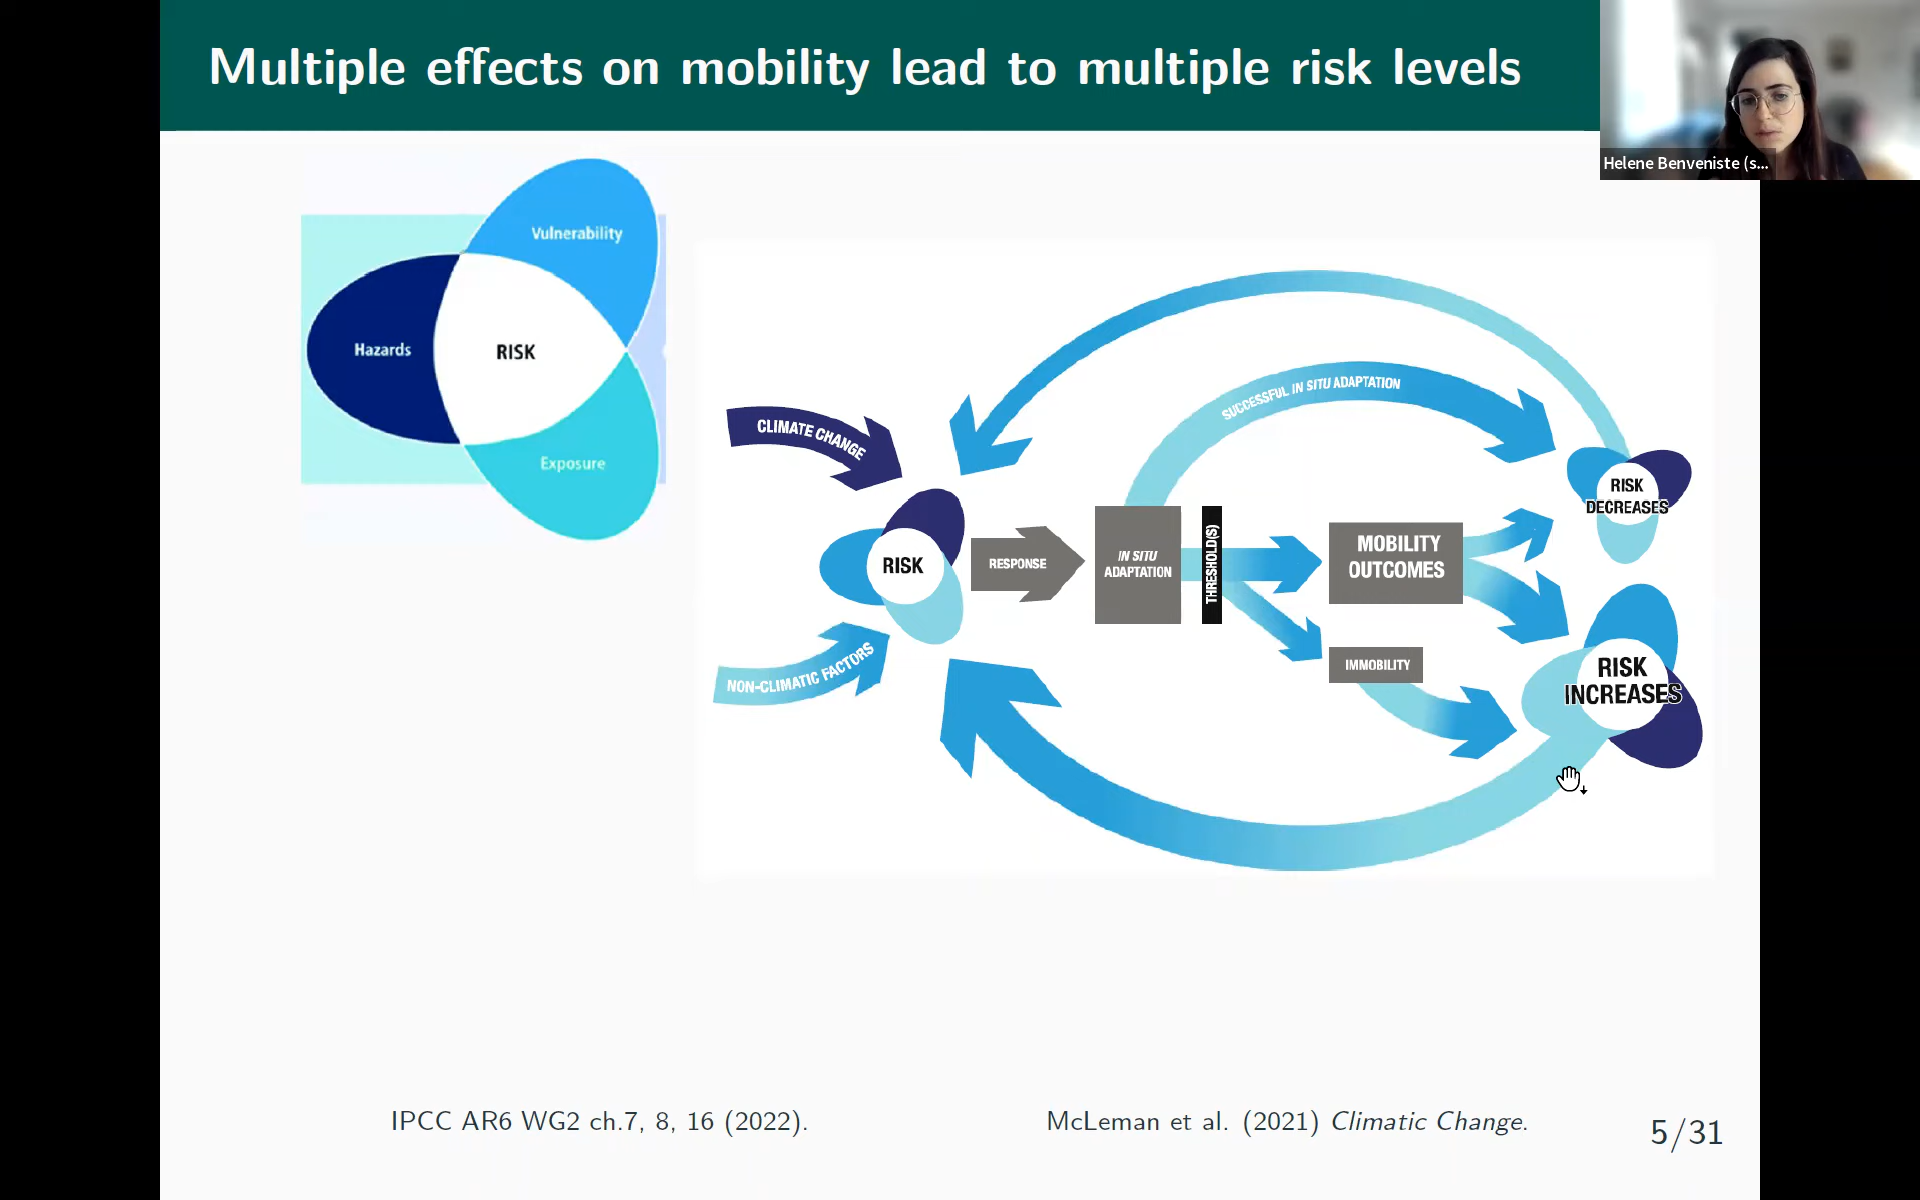 Multiple effects on mobility lead to multiple risk levels
Helene Benveniste (s...
Vulnerability
Hazards
RISK
Exposure
CLIMATE CHANGE
NON-CLIMATIC FACTORS
RISK
RESPONSE
IN SITU
ADAPTATION
SUCCESSFUL IN SITU ADAPTATION
THRESHOLD(S)
MOBILITY
OUTCOMES
IMMOBILITY
RISK
DECREASES
RISK
INCREASES
IPCC AR6 WG2 ch.7, 8, 16 (2022).
McLeman et al. (2021) Climatic Change.
5/31